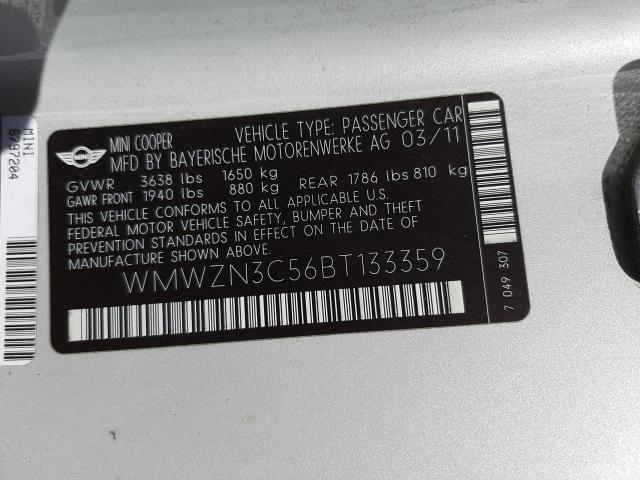 MINI
MINI COOPER VEHICLE TYPE: PASSENGER CAR
MFD BY BAYERISCHE MOTORENWERKE AG 03/11
GVWR 3638 lbs 1650 kg
GAWR FRONT 1940 lbs 880 kg REAR 1786 lbs 810 kg
THIS VEHICLE CONFORMS TO ALL APPLICABLE U.S.
FEDERAL MOTOR VEHICLE SAFETY, BUMPER AND THEFT
PREVENTION STANDARDS IN EFFECT ON THE DATE OF
MANUFACTURE SHOWN ABOVE.
WMWZN3C56BT133359
7 049 307
MINI
6797204